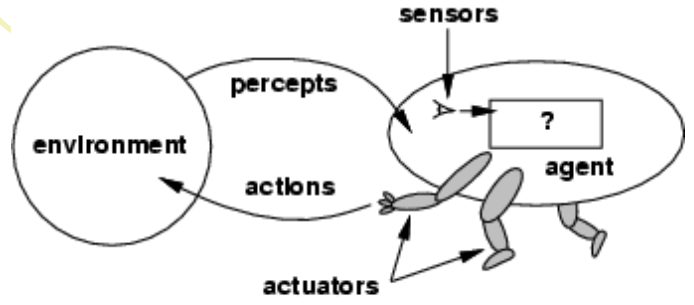 sensors
percepts
environment
?
agent
actions
actuators